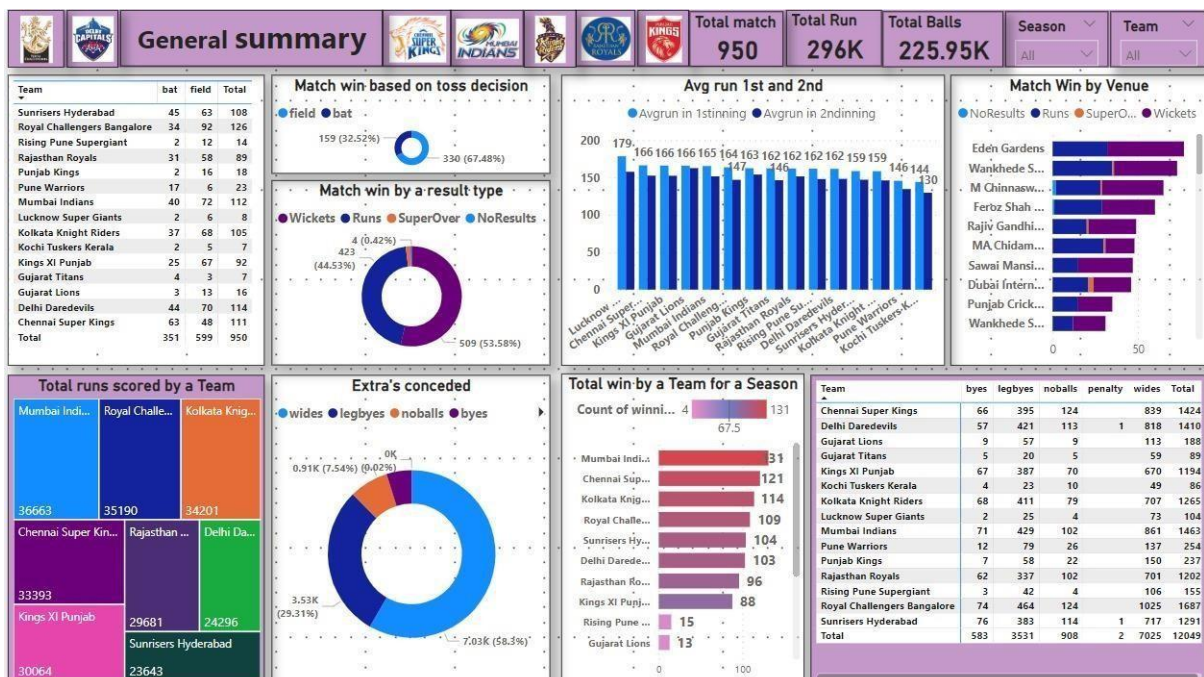 General summary
DELHI CAPITALS
CHENNAI SUPER KINGS
MUMBAI INDIANS
RAJASTHAN ROYALS
KINGS
Total match
950
Total Run
296K
Total Balls
225.95K
Season
All
Team
All
Team bat field Total
Sunrisers Hyderabad 45 63 108
Royal Challengers Bangalore 34 92 126
Rising Pune Supergiant 2 12 14
Rajasthan Royals 31 58 89
Punjab Kings 2 16 18
Pune Warriors 17 6 23
Mumbai Indians 40 72 112
Lucknow Super Giants 2 6 8
Kolkata Knight Riders 37 68 105
Kochi Tuskers Kerala 2 5 7
Kings XI Punjab 25 67 92
Gujarat Titans 4 3 7
Gujarat Lions 3 13 16
Delhi Daredevils 44 70 114
Chennai Super Kings 63 48 111
Total 351 599 950
Match win based on toss decision
field bat
159 (32.52%)
330 (67.48%)
Match win by a result type
Wickets Runs SuperOver NoResults
4 (0.42%)
423
(44.53%)
509 (53.58%)
Avg run 1st and 2nd
Avgrun in 1stinning Avgrun in 2ndinning
200
150
100
50
0
179 166 166 166 165 164 163 162 162 162 162 159 159 146 144
147 146 130
Lucknow ...
Chennai Super...
Kings XI Punjab
Gujarat Lions
Mumbai Indians
Royal Challeng...
Punjab Kings
Gujarat Titans
Rajasthan Royals
Rising Pune Su...
Delhi Daredevils
Sunrisers Hyder...
Kolkata Knight ...
Pune Warriors
Kochi Tuskers K...
Match Win by Venue
NoResults Runs SuperO... Wickets
Eden Gardens
Wankhede S...
M Chinnasw...
Feroz Shah ...
Rajiv Gandhi...
MA Chidam...
Sawai Mansi...
Dubai Intern...
Punjab Crick...
Wankhede S...
0 50
Total runs scored by a Team
Mumbai Indi...
36663
Royal Challe...
35190
Kolkata Knig...
34201
Chennai Super Kin...
33393
Rajasthan ...
29681
Delhi Da...
24296
Kings XI Punjab
30064
Sunrisers Hyderabad
23643
Extra's conceded
wides legbyes noballs byes
0K
(0.02%)
0.91K (7.54%)
3.53K
(29.31%)
7.03K (58.3%)
Total win by a Team for a Season
Count of winni... 4 131
67.5
Mumbai Indi... 131
Chennai Sup... 121
Kolkata Knig... 114
Royal Challe... 109
Sunrisers Hy... 104
Delhi Darede... 103
Rajasthan Ro... 96
Kings XI Punj... 88
Rising Pune ... 15
Gujarat Lions 13
0 100
Team byes legbyes noballs penalty wides Total
Chennai Super Kings 66 395 124 839 1424
Delhi Daredevils 57 421 113 1 818 1410
Gujarat Lions 9 57 9 113 188
Gujarat Titans 5 20 5 59 89
Kings XI Punjab 67 387 70 670 1194
Kochi Tuskers Kerala 4 23 10 49 86
Kolkata Knight Riders 68 411 79 707 1265
Lucknow Super Giants 2 25 4 73 104
Mumbai Indians 71 429 102 861 1463
Pune Warriors 12 79 26 137 254
Punjab Kings 7 58 22 150 237
Rajasthan Royals 62 337 102 701 1202
Rising Pune Supergiant 3 42 4 106 155
Royal Challengers Bangalore 74 464 124 1025 1687
Sunrisers Hyderabad 76 383 114 1 717 1291
Total 583 3531 908 2 7025 12049